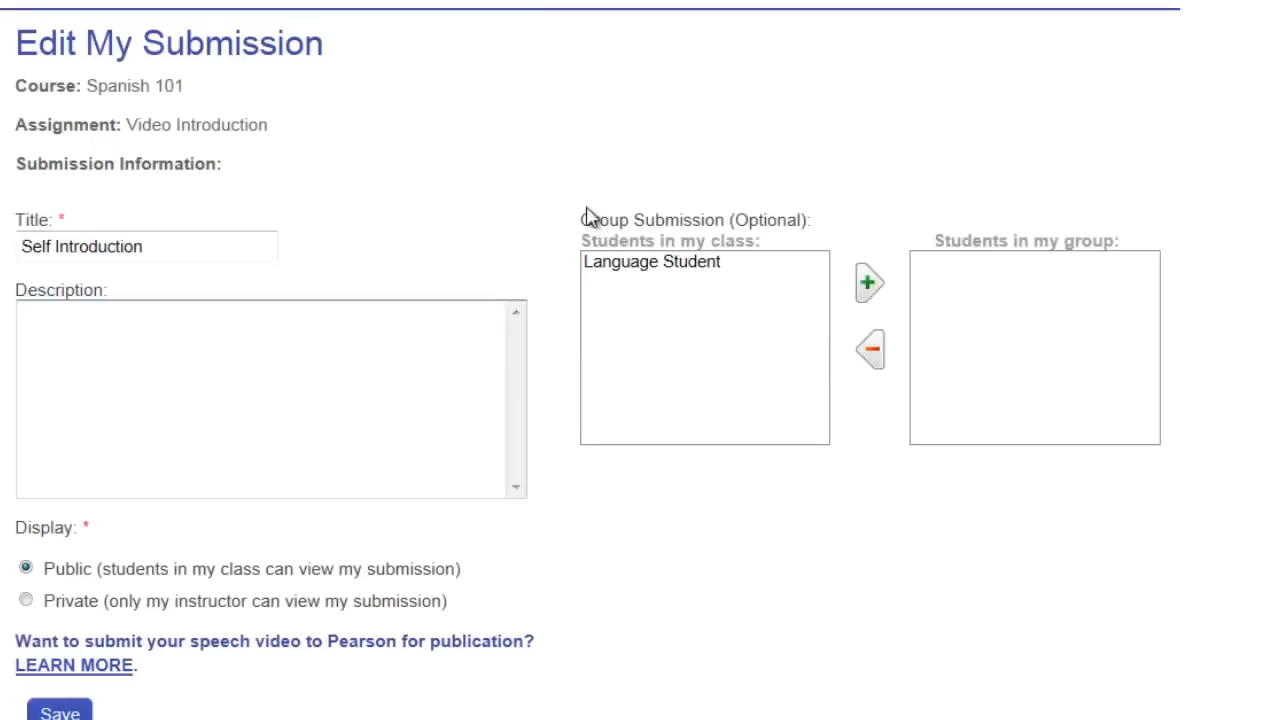 Edit My Submission
Course: Spanish 101
Assignment: Video Introduction
Submission Information:
Title: *
Self Introduction
Description:
Group Submission (Optional):
Students in my class:
Language Student
Students in my group:
Display: *
Public (students in my class can view my submission)
Private (only my instructor can view my submission)
Want to submit your speech video to Pearson for publication?
LEARN MORE.
Save